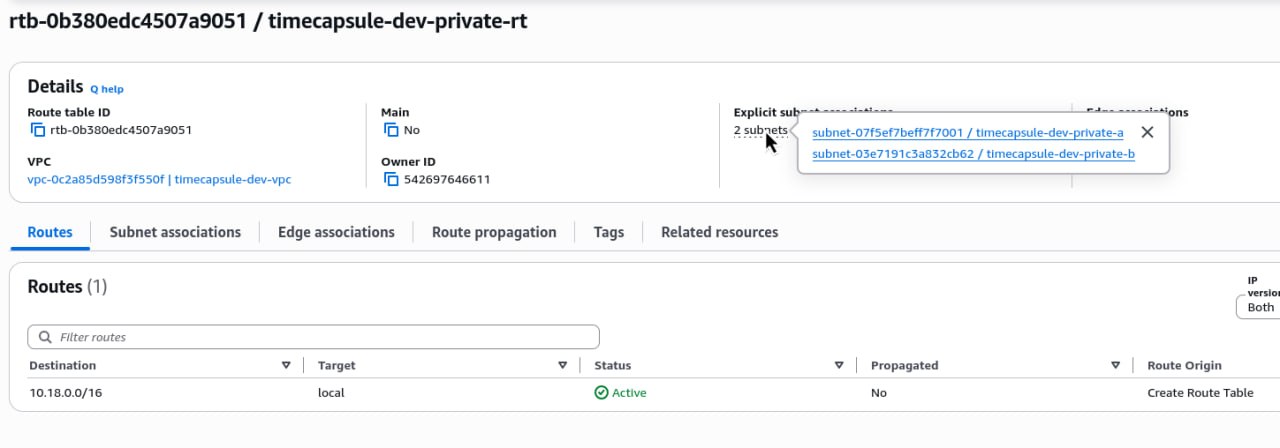 rtb-0b380edc4507a9051 / timecapsule-dev-private-rt
Details Q help
Route table ID
rtb-0b380edc4507a9051
Main
No
Explicit subnet associations
2 subnets
subnet-07f5ef7beff7f7001 / timecapsule-dev-private-a
subnet-03e7191c3a832cb62 / timecapsule-dev-private-b
Edge associations
VPC
vpc-0c2a85d598f3f550f | timecapsule-dev-vpc
Owner ID
542697646611
Routes Subnet associations Edge associations Route propagation Tags Related resources
Routes (1)
IP
version
Both
Filter routes
Destination Target Status Propagated Route Origin
10.18.0.0/16 local Active No Create Route Table